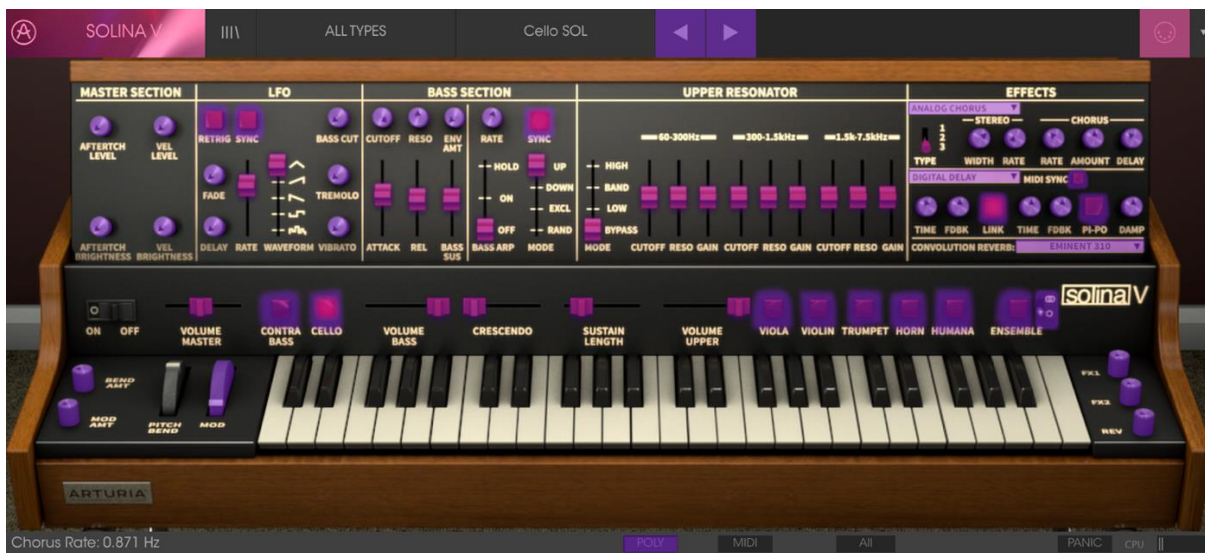 SOLINA V ALL TYPES Cello SOL
MASTER SECTION LFO BASS SECTION UPPER RESONATOR EFFECTS
ANALOG CHORUS
STEREO CHORUS
1
2
3
TYPE WIDTH RATE RATE AMOUNT DELAY
AFTERTCH LEVEL VEL LEVEL RETRIG SYNC BASS CUT CUTOFF RESO ENV AMT RATE SYNC
60-300Hz 300-1.5kHz 1.5k-7.5kHz
HOLD UP HIGH
DOWN BAND
ON EXCL LOW
OFF RAND BYPASS
FADE TREMOLO
DIGITAL DELAY MIDI SYNC
TIME FDBK LINK TIME FDBK PI-PO DAMP
AFTERTCH BRIGHTNESS VEL BRIGHTNESS DELAY RATE WAVEFORM VIBRATO ATTACK REL BASS SUS BASS ARP MODE MODE CUTOFF RESO GAIN CUTOFF RESO GAIN CUTOFF RESO GAIN
CONVOLUTION REVERB: EMINENT 310
solina V
ON OFF VOLUME MASTER CONTRA BASS CELLO VOLUME BASS CRESCENDO SUSTAIN LENGTH VOLUME UPPER VIOLA VIOLIN TRUMPET HORN HUMANA ENSEMBLE
BEND AMT
MOD AMT
PITCH BEND MOD
FX1
FX2
REV
ARTURIA
Chorus Rate: 0.871 Hz POLY MIDI All PANIC CPU